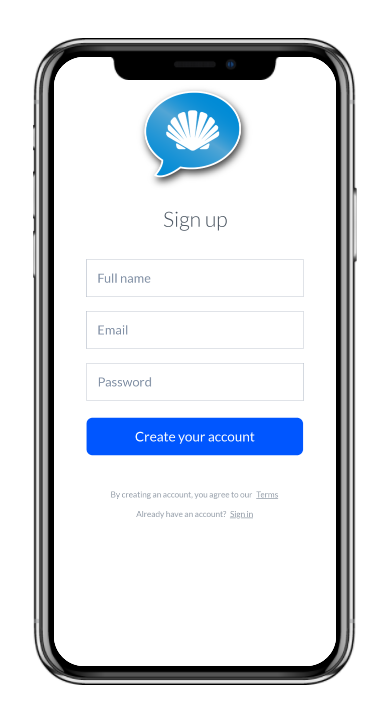 Sign up
Full name
Email
Password
Create your account
By creating an account, you agree to our Terms
Already have an account? Sign in